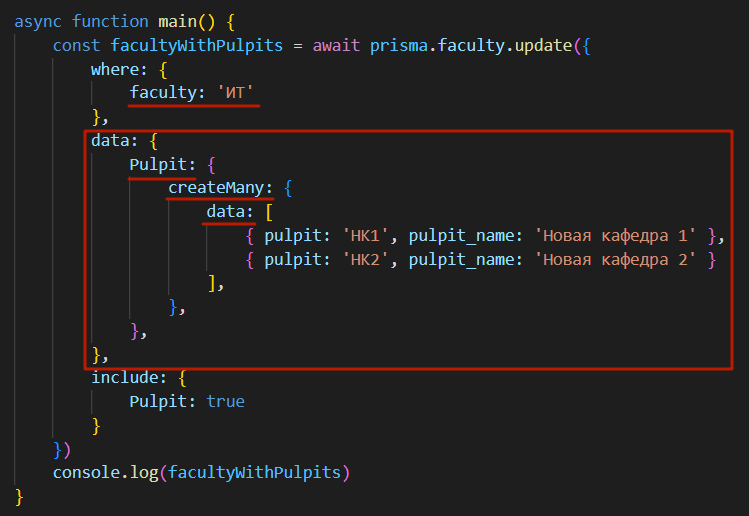 async function main() {
const facultyWithPulpits = await prisma.faculty.update({
where: {
faculty: 'ИТ'
},
data: {
Pulpit: {
createMany: {
data: [
{ pulpit: 'НК1', pulpit_name: 'Новая кафедра 1' },
{ pulpit: 'НК2', pulpit_name: 'Новая кафедра 2' }
],
},
},
},
include: {
Pulpit: true
}
})
console.log(facultyWithPulpits)
}